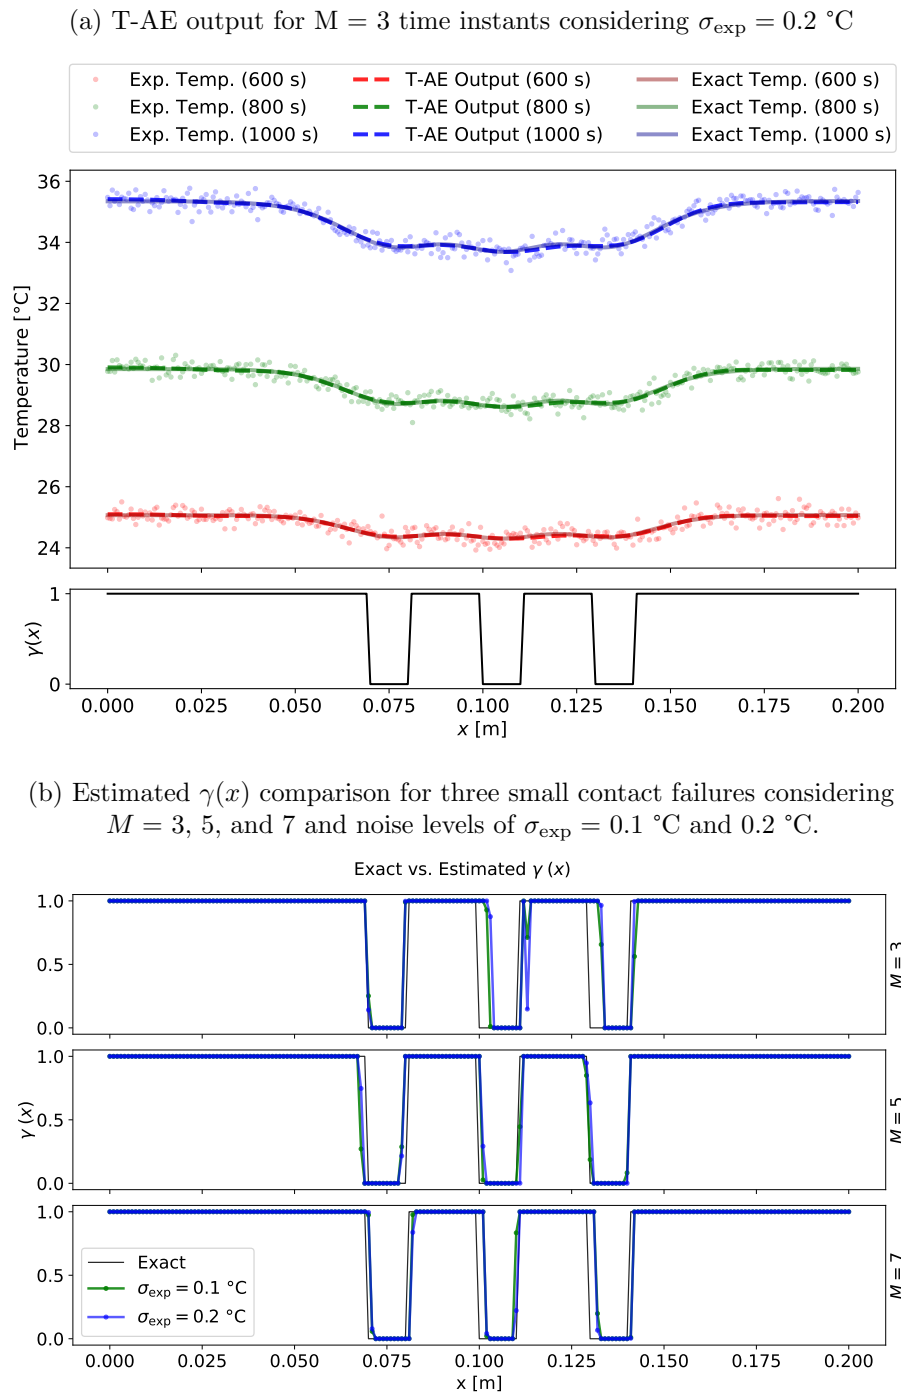 (a) T-AE output for M = 3 time instants considering σexp = 0.2 °C
Exp. Temp. (600 s) T-AE Output (600 s) Exact Temp. (600 s)
Exp. Temp. (800 s) T-AE Output (800 s) Exact Temp. (800 s)
Exp. Temp. (1000 s) T-AE Output (1000 s) Exact Temp. (1000 s)
Temperature [°C]
36
34
32
30
28
26
24
γ(x)
1
0
0.000 0.025 0.050 0.075 0.100 0.125 0.150 0.175 0.200
x [m]
(b) Estimated γ(x) comparison for three small contact failures considering
M = 3, 5, and 7 and noise levels of σexp = 0.1 °C and 0.2 °C.
Exact vs. Estimated γ (x)
1.0
0.5
0.0
M = 3
γ (x)
1.0
0.5
0.0
M = 5
1.0
0.5
0.0
M = 7
Exact
σexp = 0.1 °C
σexp = 0.2 °C
0.000 0.025 0.050 0.075 0.100 0.125 0.150 0.175 0.200
x [m]